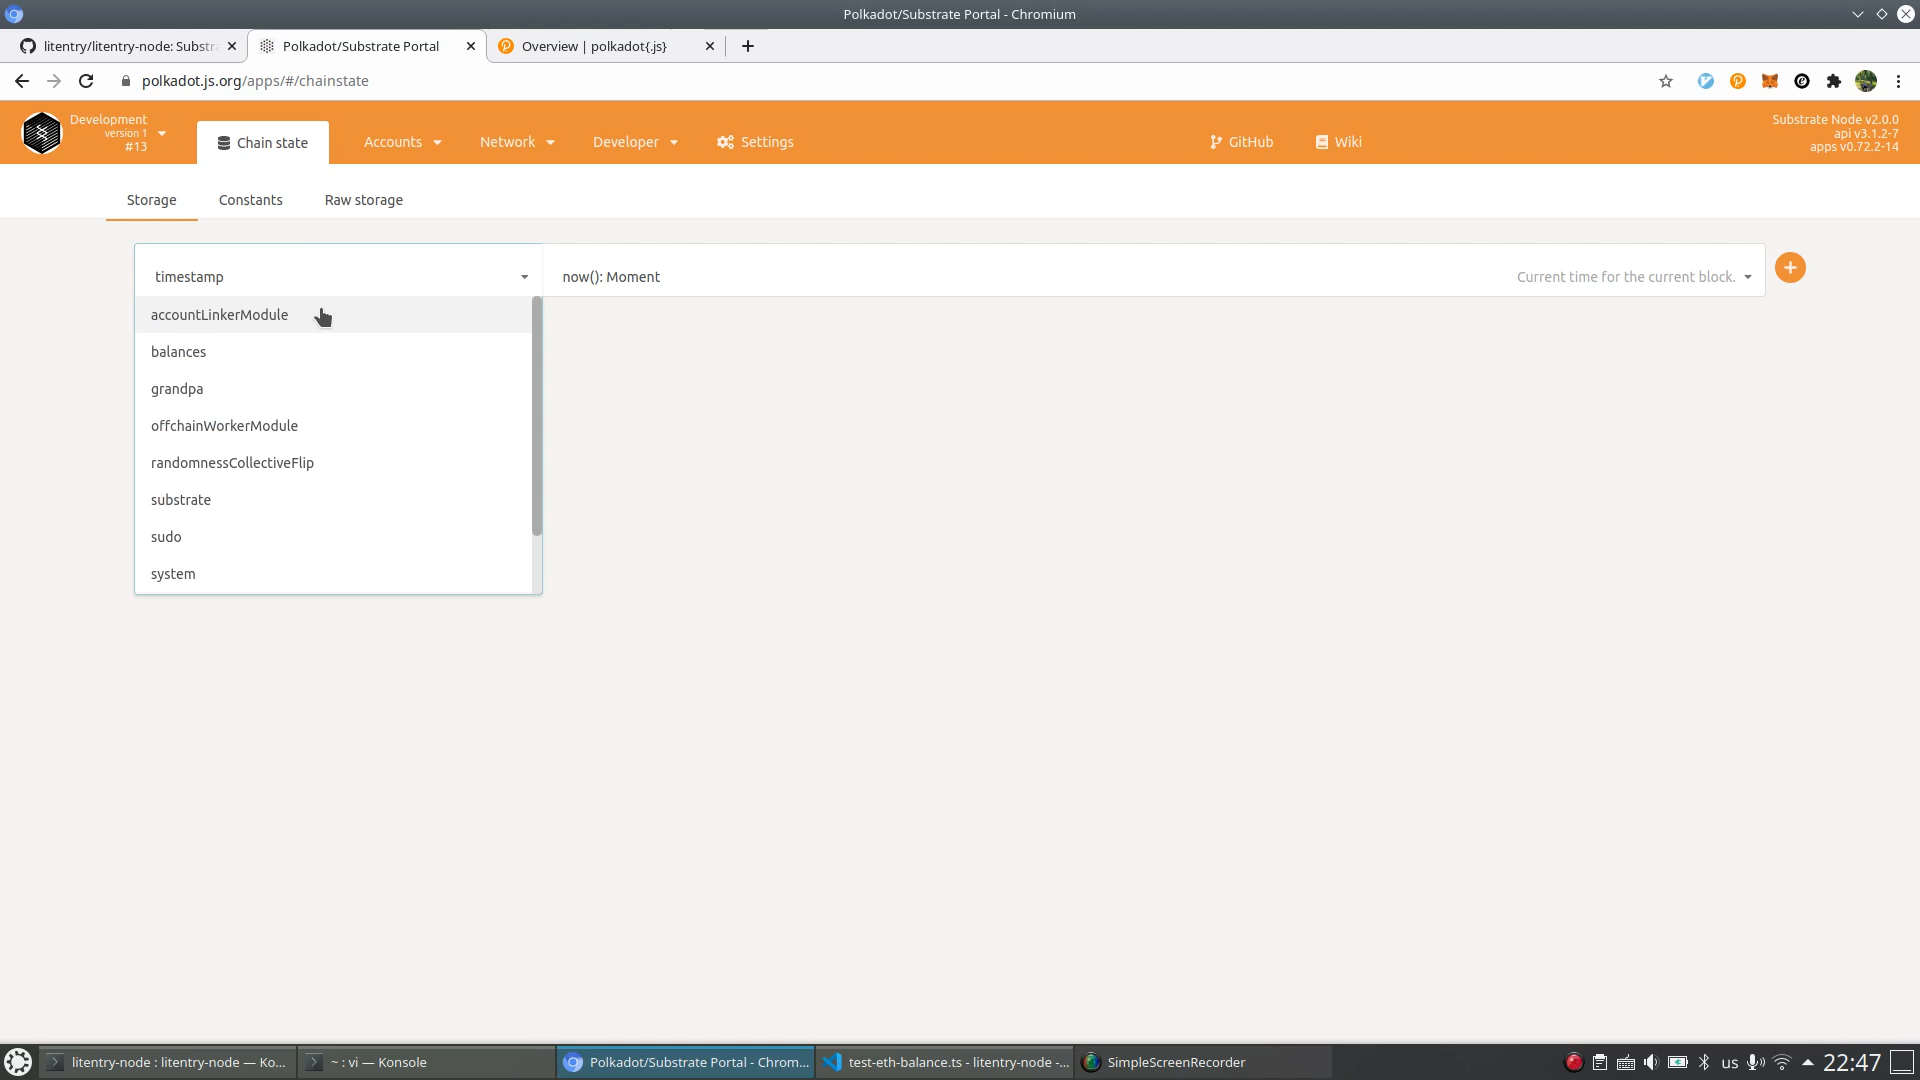 Polkadot/Substrate Portal - Chromium
litentry/litentry-node: Substra
Polkadot/Substrate Portal
Overview | polkadot{.js}
polkadot.js.org/apps/#/chainstate
Development
version 1
#13
Chain state
Accounts
Network
Developer
Settings
GitHub
Wiki
Substrate Node v2.0.0
api v3.1.2-7
apps v0.72.2-14
Storage
Constants
Raw storage
timestamp
now(): Moment
Current time for the current block.
accountLinkerModule
balances
grandpa
offchainWorkerModule
randomnessCollectiveFlip
substrate
sudo
system
litentry-node : litentry-node — Ko...
~ : vi — Konsole
Polkadot/Substrate Portal - Chrom...
test-eth-balance.ts - litentry-node -...
SimpleScreenRecorder
us
22:47